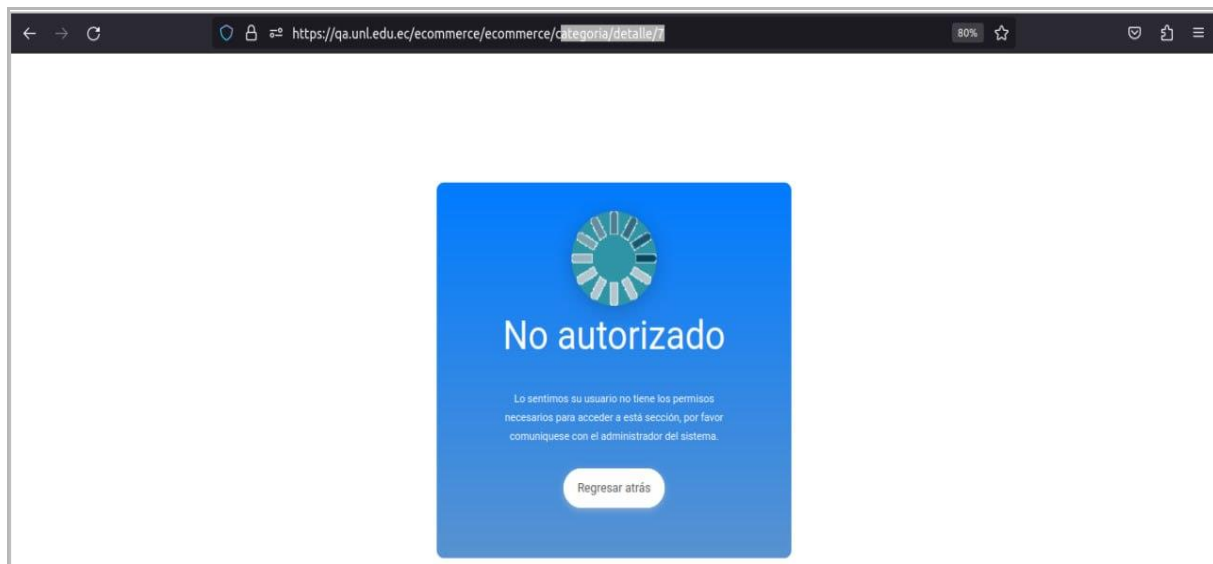 https://qa.unl.edu.ec/ecommerce/ecommerce/categoria/detalle/7
80%
No autorizado
Lo sentimos su usuario no tiene los permisos
necesarios para acceder a está sección, por favor
comuniquese con el administrador del sistema.
Regresar atrás